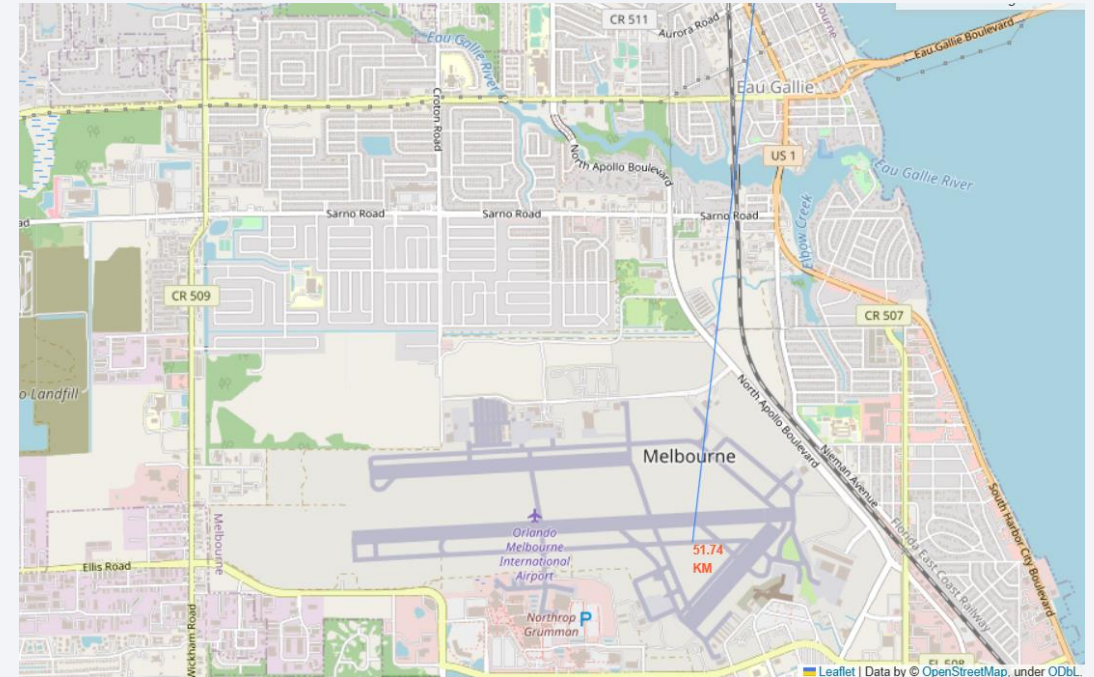 CR 511
Aurora Road
Eau Gallie River
Eau Gallie Boulevard
Eau Gallie
Croton Road
US 1
North Apollo Boulevard
Eau Gallie River
Sarno Road
Sarno Road
Sarno Road
ad
Elbow Creek
CR 509
CR 507
o Landfill
North Apollo Boulevard
Melbourne
Nieman Avenue
South Harbor City Boulevard
Melbourne
Orlando
Melbourne
International
Airport
51.74
KM
Florida East Coast Railway
Ellis Road
Wickham Road
Northrop
Grumman
P
FL 508
Leaflet | Data by © OpenStreetMap, under ODbL.